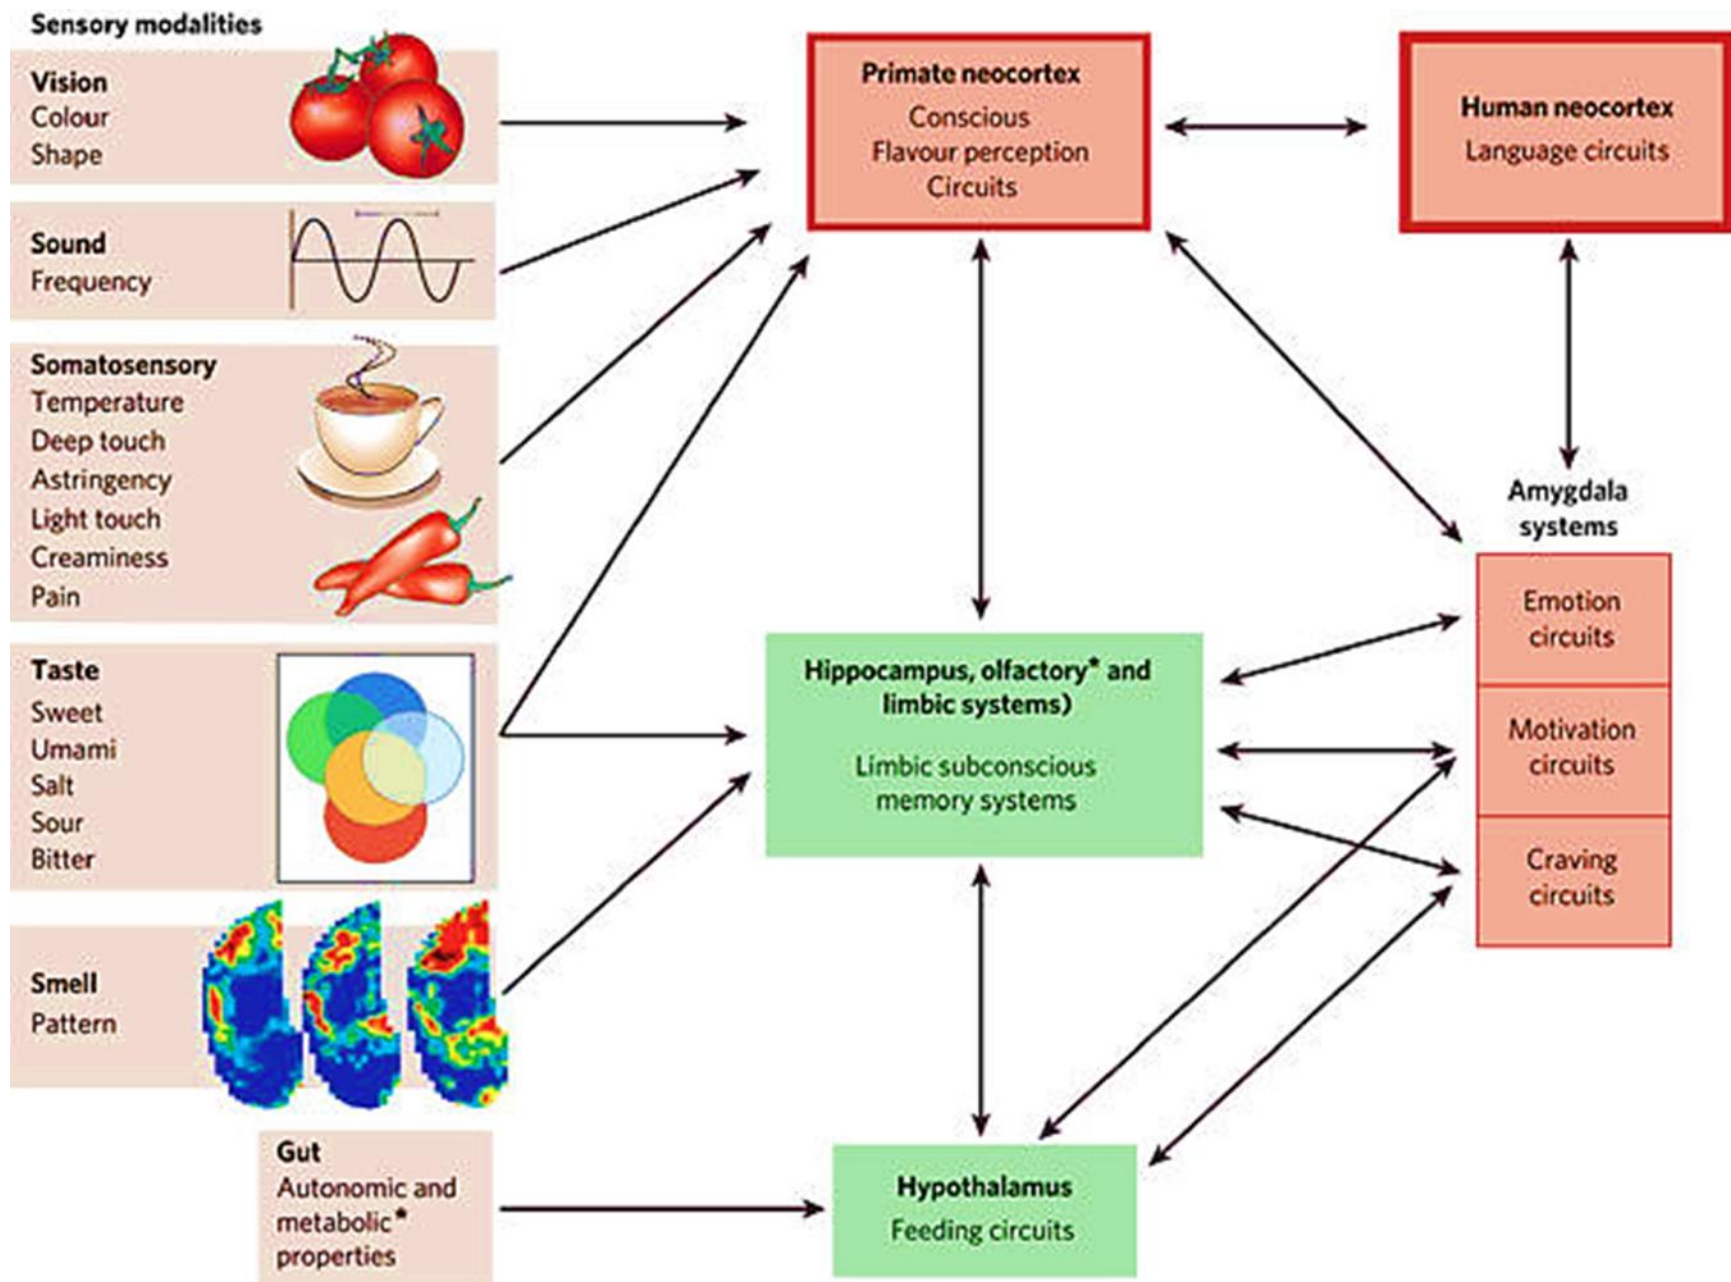 Sensory modalities
Vision
Colour
Shape
Sound
Frequency
Somatosensory
Temperature
Deep touch
Astringency
Light touch
Creaminess
Pain
Taste
Sweet
Umami
Salt
Sour
Bitter
Smell
Pattern
Gut
Autonomic and
metabolic*
properties
Primate neocortex
Conscious
Flavour perception
Circuits
Human neocortex
Language circuits
Hippocampus, olfactory* and
limbic systems)
Limbic subconscious
memory systems
Hypothalamus
Feeding circuits
Amygdala
systems
Emotion
circuits
Motivation
circuits
Craving
circuits